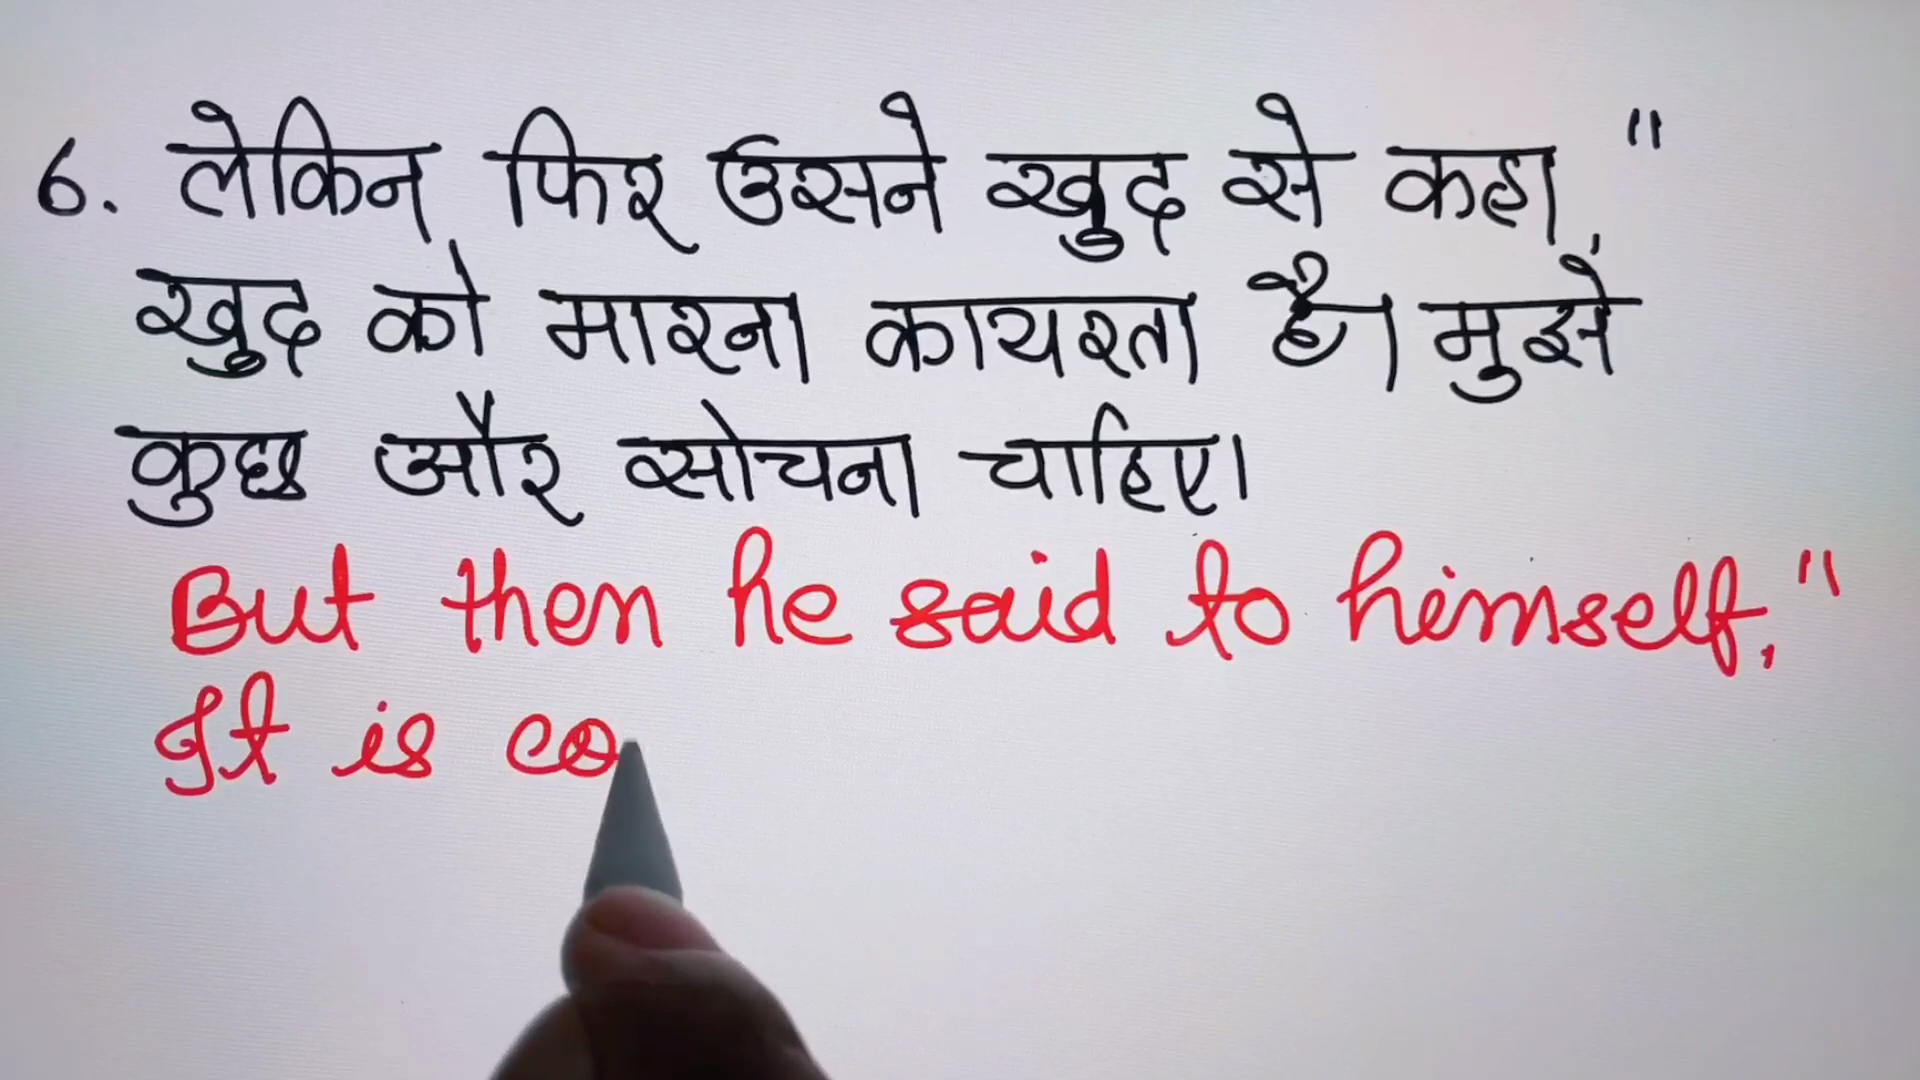 6. लेकिन फिर उसने खुद से कहा, "
खुद को मारना कायरता है। मुझे
कुछ और सोचना चाहिए।
But then he said to himself, "
It is co